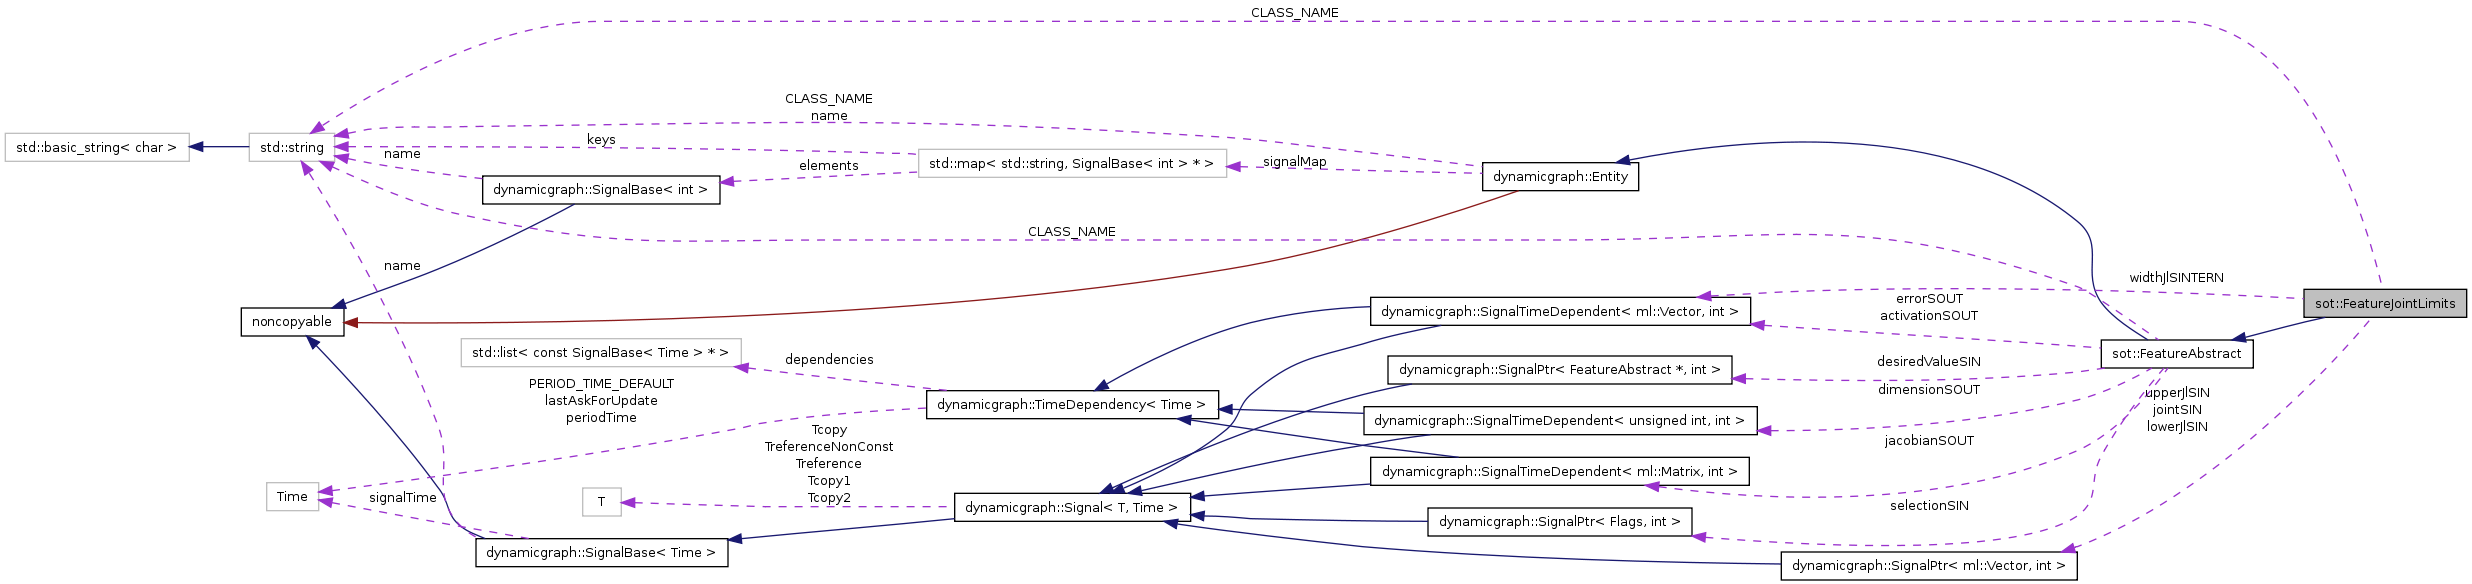 CLASS_NAME
CLASS_NAME
name
keys
std::basic_string< char >
std::string
name
elements
std::map< std::string, SignalBase< int > * >
signalMap
dynamicgraph::Entity
dynamicgraph::SignalBase< int >
CLASS_NAME
name
widthJlSINTERN
errorSOUT
activationSOUT
sot::FeatureJointLimits
noncopyable
dynamicgraph::SignalTimeDependent< ml::Vector, int >
std::list< const SignalBase< Time > * >
dependencies
sot::FeatureAbstract
dynamicgraph::SignalPtr< FeatureAbstract *, int >
desiredValueSIN
PERIOD_TIME_DEFAULT
lastAskForUpdate
periodTime
dynamicgraph::TimeDependency< Time >
dimensionSOUT
upperJlSIN
jointSIN
lowerJlSIN
dynamicgraph::SignalTimeDependent< unsigned int, int >
Tcopy
TreferenceNonConst
Treference
Tcopy1
Tcopy2
jacobianSOUT
dynamicgraph::SignalTimeDependent< ml::Matrix, int >
Time
signalTime
T
dynamicgraph::Signal< T, Time >
selectionSIN
dynamicgraph::SignalPtr< Flags, int >
dynamicgraph::SignalBase< Time >
dynamicgraph::SignalPtr< ml::Vector, int >